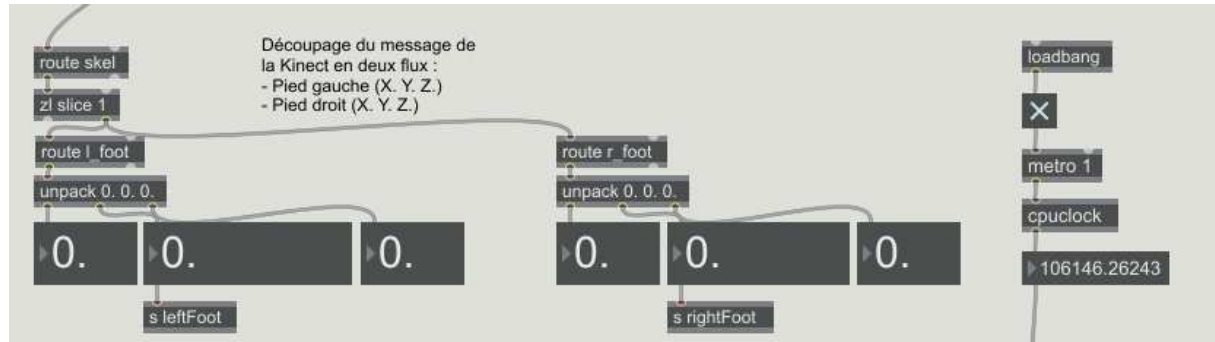 route skel
zl slice 1
Découpage du message de
la Kinect en deux flux :
- Pied gauche (X. Y. Z.)
- Pied droit (X. Y. Z.)
route l_foot
unpack 0. 0. 0.
0.
0.
0.
s leftFoot
route r_foot
unpack 0. 0. 0.
0.
0.
0.
s rightFoot
loadbang
metro 1
cpuclock
106146.26243